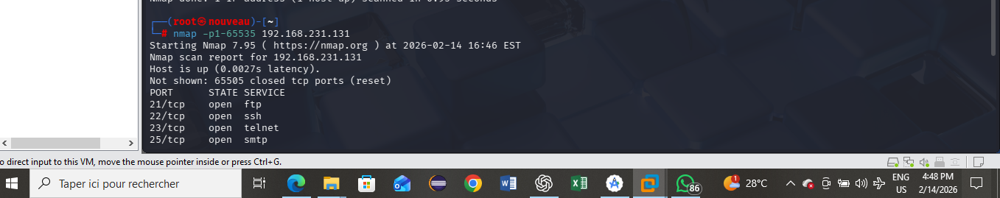 ┌──(root㉿nouveau)-[~]
└─# nmap -p1-65535 192.168.231.131
Starting Nmap 7.95 ( https://nmap.org ) at 2026-02-14 16:46 EST
Nmap scan report for 192.168.231.131
Host is up (0.0027s latency).
Not shown: 65505 closed tcp ports (reset)
PORT STATE SERVICE
21/tcp open ftp
22/tcp open ssh
23/tcp open telnet
25/tcp open smtp
o direct input to this VM, move the mouse pointer inside or press Ctrl+G.
Taper ici pour rechercher
86
1
28°C
ENG
US
4:48 PM
2/14/2026